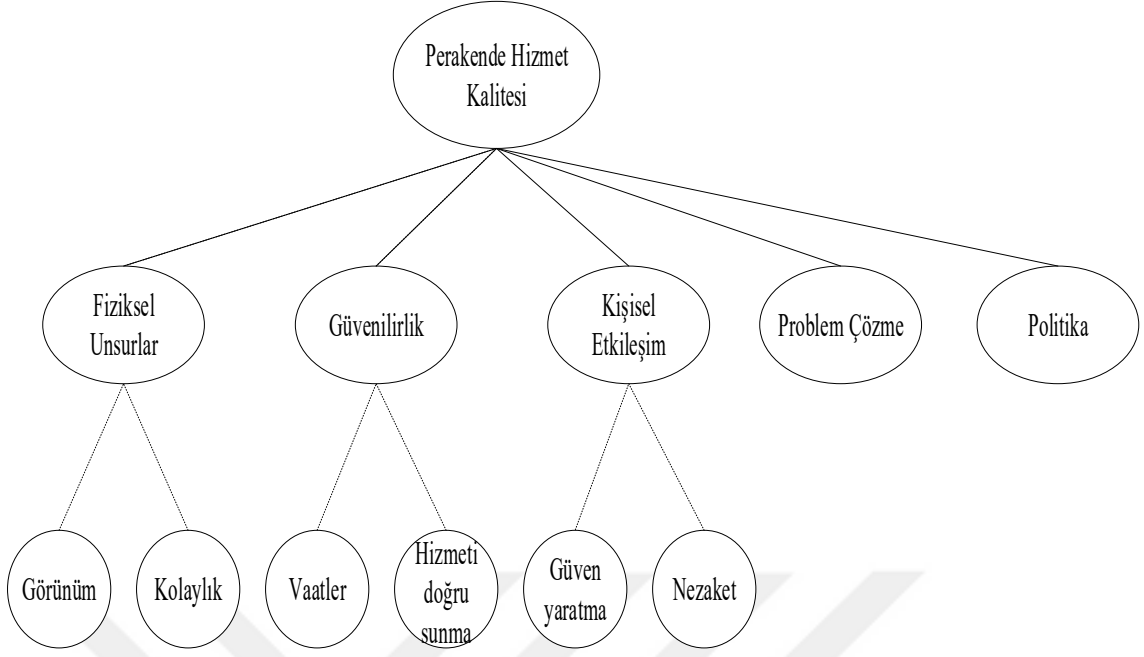 Perakende Hizmet
Kalitesi
Fiziksel
Unsurlar
Güvenilirlik
Kişisel
Etkileşim
Problem Çözme
Politika
Görünüm
Kolaylık
Vaatler
Hizmeti
doğru
sunma
Güven
yaratma
Nezaket